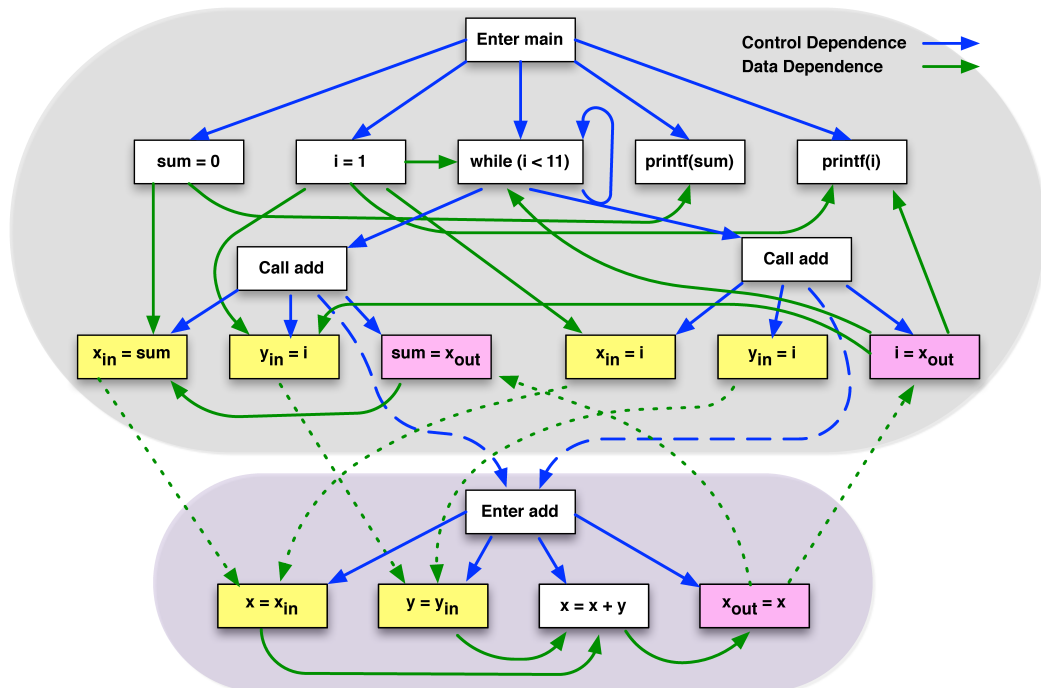 Enter main
Control Dependence
Data Dependence
sum = 0
i = 1
while (i < 11)
printf(sum)
printf(i)
Call add
Call add
xin = sum
yin = i
sum = xout
xin = i
yin = i
i = xout
Enter add
x = xin
y = yin
x = x + y
xout = x